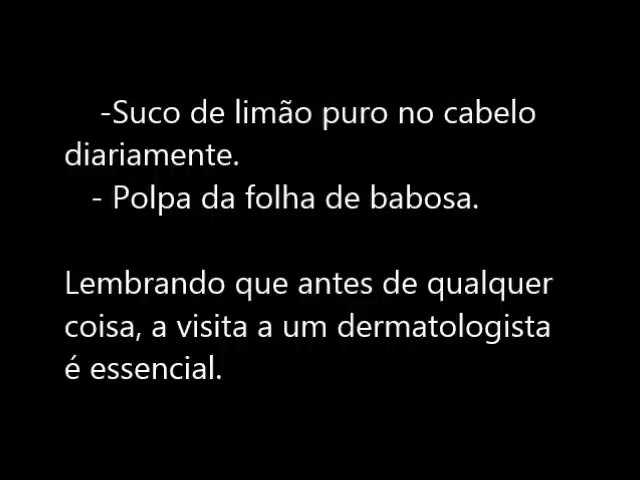 -Suco de limão puro no cabelo
diariamente.
- Polpa da folha de babosa.
Lembrando que antes de qualquer
coisa, a visita a um dermatologista
é essencial.